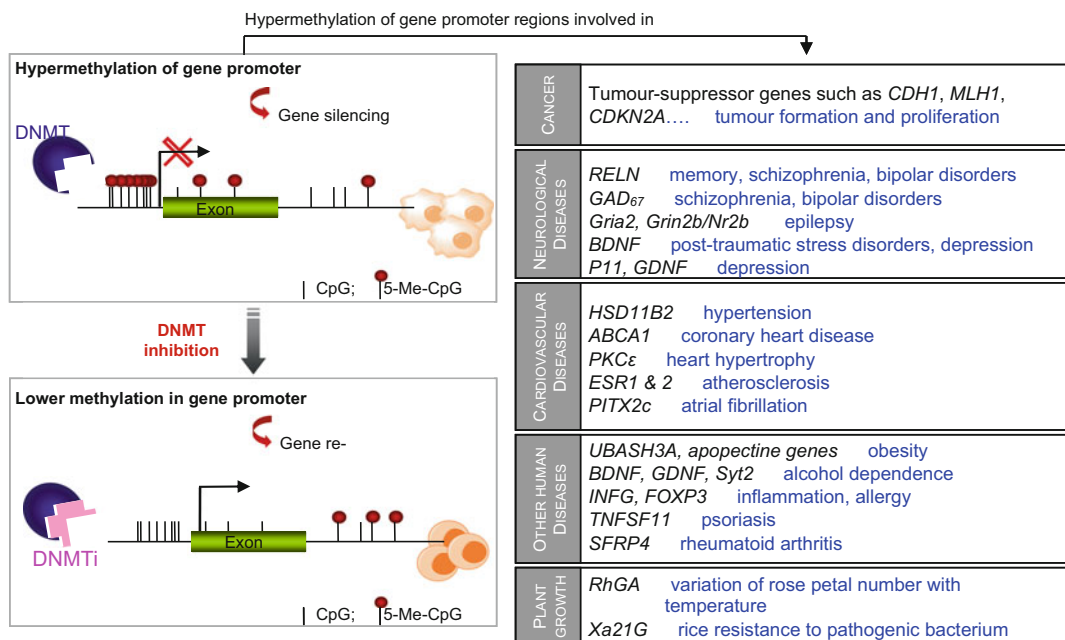 Hypermethylation of gene promoter regions involved in
Hypermethylation of gene promoter
Gene silencing
DNMT
Exon
CpG; 5-Me-CpG
DNMT
inhibition
Lower methylation in gene promoter
Gene re-
DNMTi
Exon
CpG; 5-Me-CpG
CANCER
Tumour-suppressor genes such as CDH1, MLH1,
CDKN2A.... tumour formation and proliferation
NEUROLOGICAL
DISEASES
RELN memory, schizophrenia, bipolar disorders
GAD67 schizophrenia, bipolar disorders
Gria2, Grin2b/Nr2b epilepsy
BDNF post-traumatic stress disorders, depression
P11, GDNF depression
CARDIOVASCULAR
DISEASES
HSD11B2 hypertension
ABCA1 coronary heart disease
PKCε heart hypertrophy
ESR1 & 2 atherosclerosis
PITX2c atrial fibrillation
OTHER HUMAN
DISEASES
UBASH3A, apopectine genes obesity
BDNF, GDNF, Syt2 alcohol dependence
INFG, FOXP3 inflammation, allergy
TNFSF11 psoriasis
SFRP4 rheumatoid arthritis
PLANT
GROWTH
RhGA variation of rose petal number with
temperature
Xa21G rice resistance to pathogenic bacterium